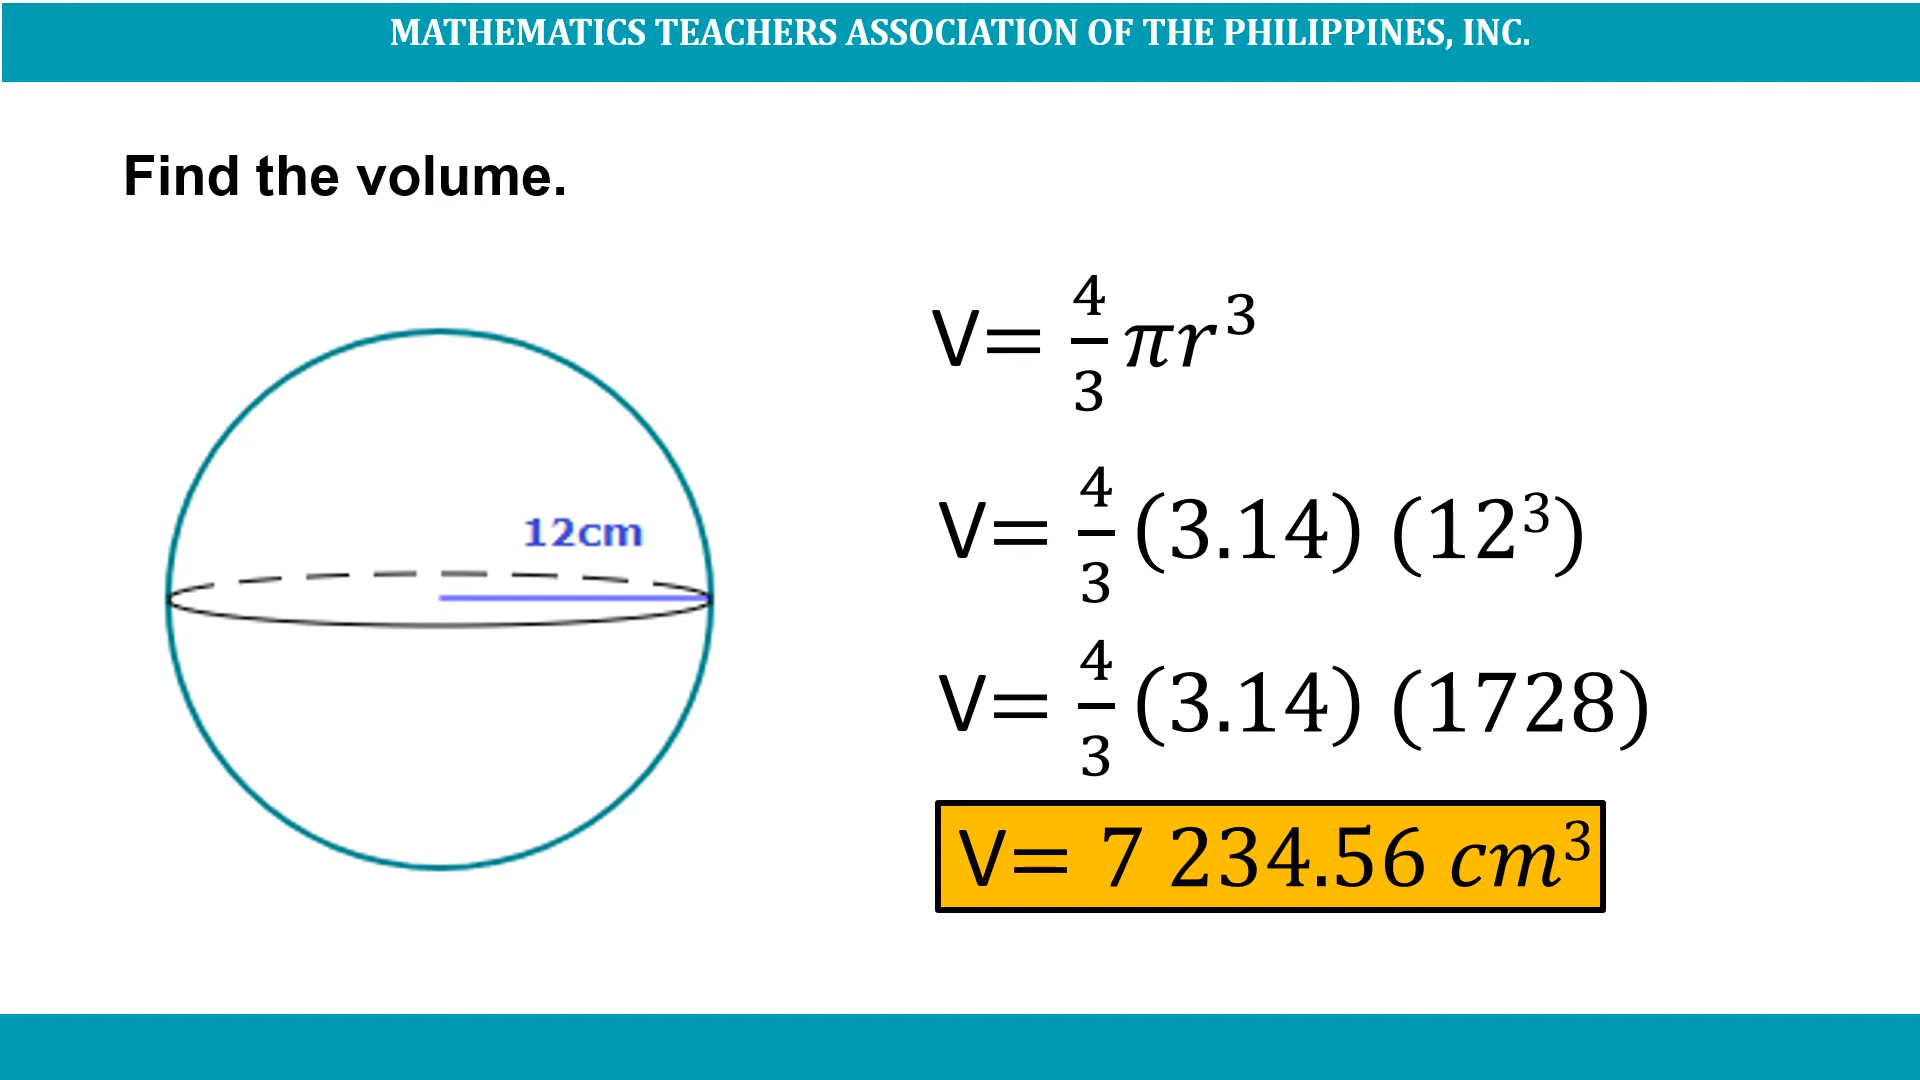 MATHEMATICS TEACHERS ASSOCIATION OF THE PHILIPPINES, INC.
Find the volume.
12cm
V= 4/3 πr³
V= 4/3 (3.14) (12³)
V= 4/3 (3.14) (1728)
V= 7 234.56 cm³